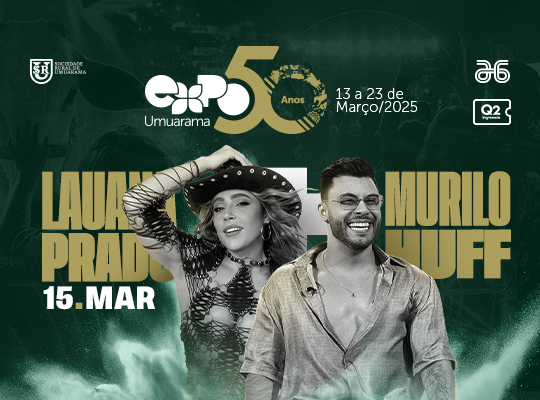 SOCIEDADE
RURAL DE
UMUARAMA
expo
50
Anos
Umuarama
13 a 23 de
Março/2025
Q2
ingressos
LAUANA
PRADO
MURILO
HUFF
15.MAR